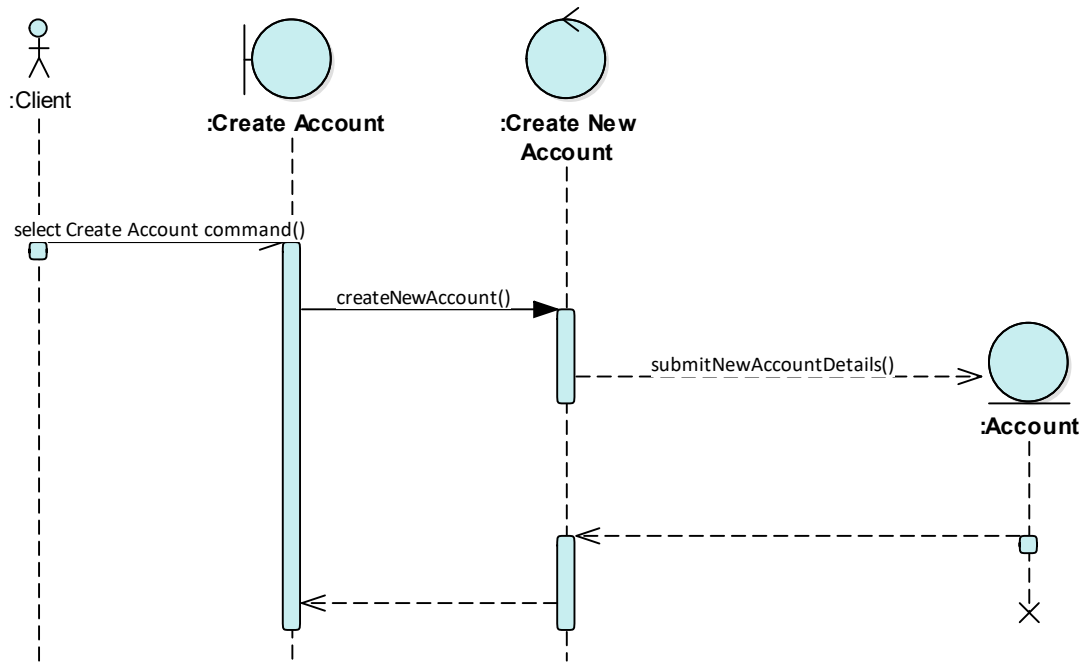 :Client
:Create Account
:Create New
Account
select Create Account command()
createNewAccount()
submitNewAccountDetails()
:Account